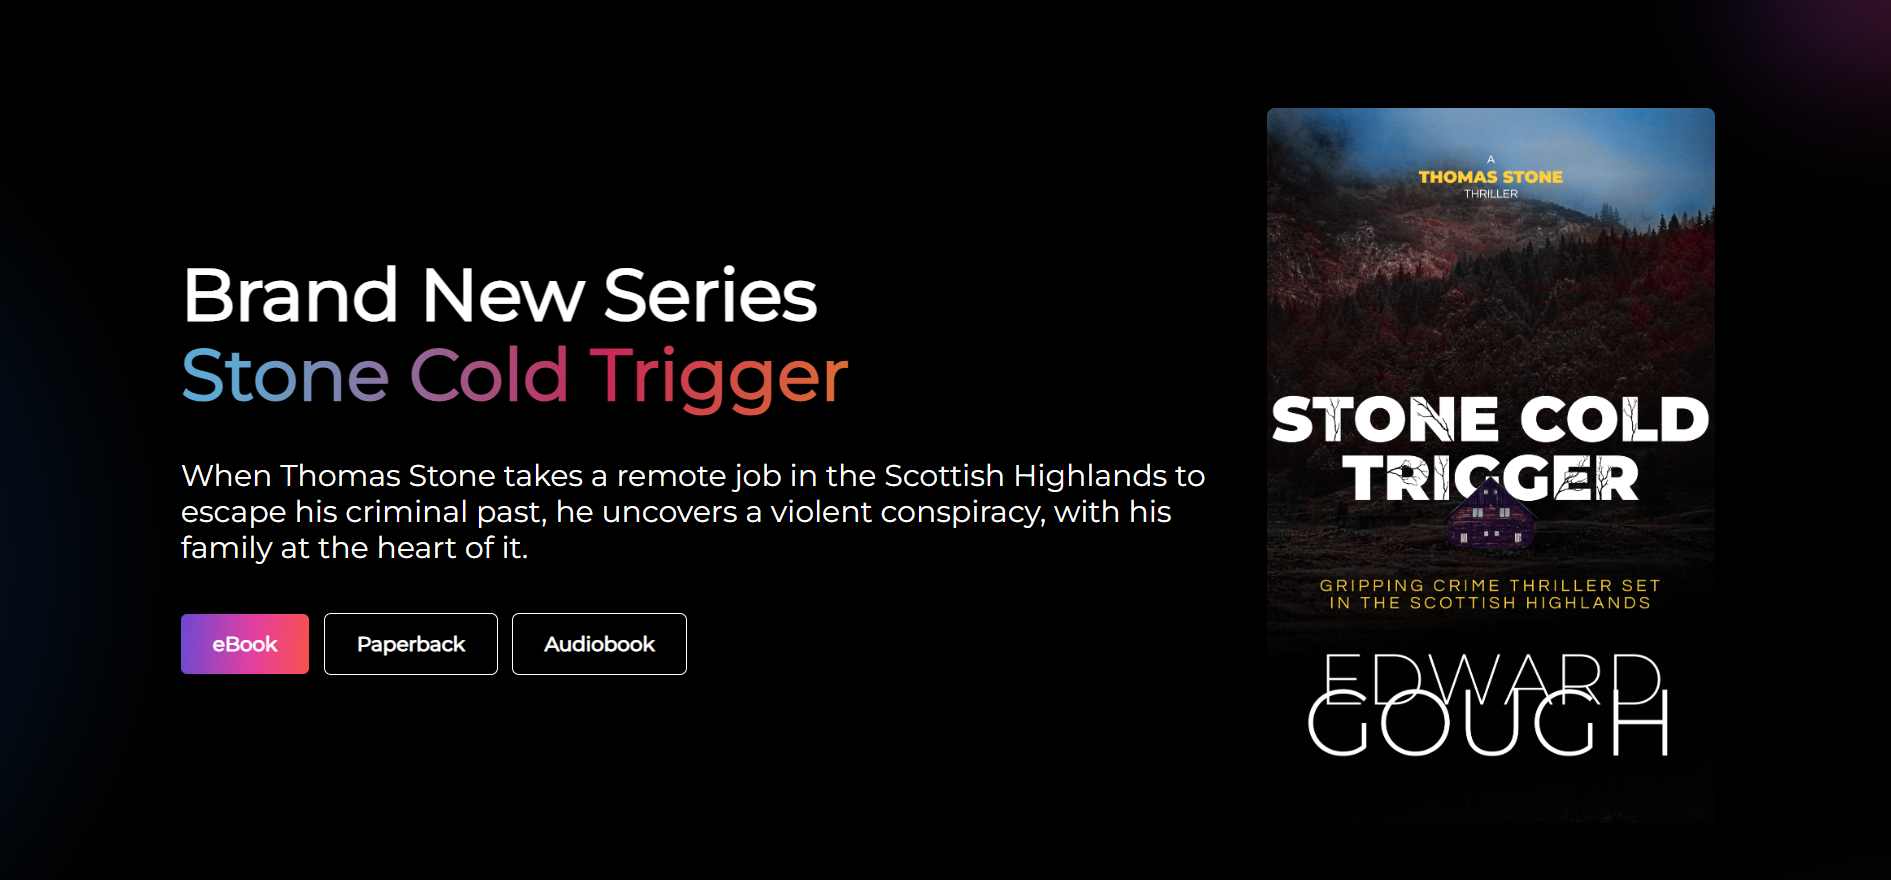 Brand New Series
Stone Cold Trigger
When Thomas Stone takes a remote job in the Scottish Highlands to
escape his criminal past, he uncovers a violent conspiracy, with his
family at the heart of it.
eBook
Paperback
Audiobook
A
THOMAS STONE
THRILLER
STONE COLD
TRIGGER
GRIPPING CRIME THRILLER SET
IN THE SCOTTISH HIGHLANDS
EDWARD
GOUGH